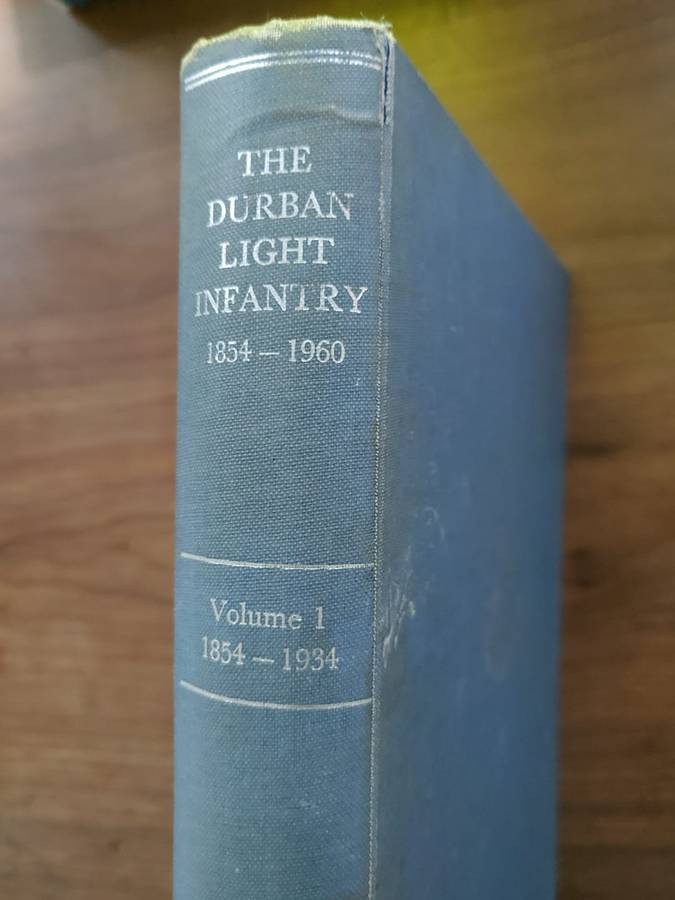 THE
DURBAN
LIGHT
INFANTRY
1854 – 1960
Volume 1
1854 – 1934